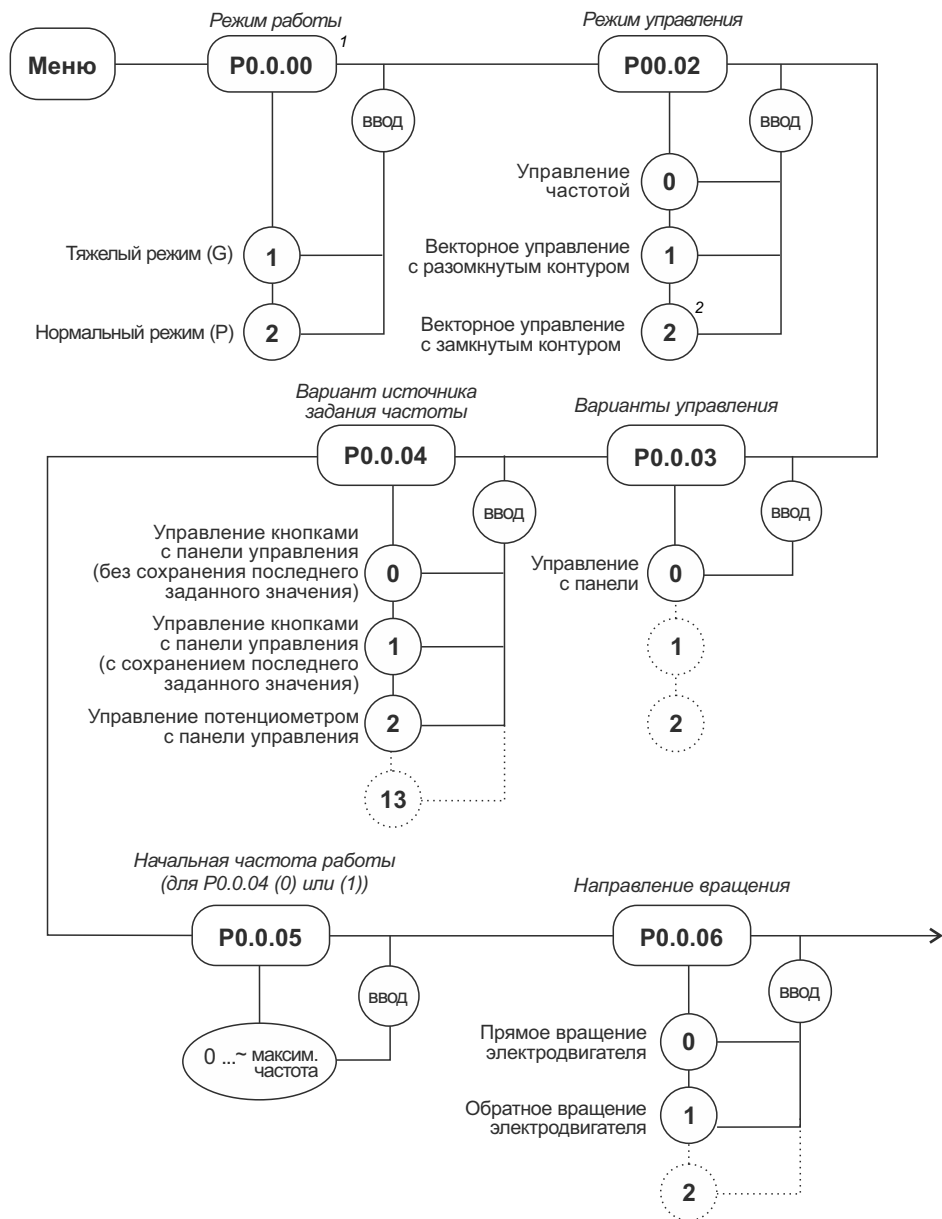 Режим работы
Режим управления
1
Меню
P0.0.00
P00.02
ввод
ввод
Управление
частотой
0
Тяжелый режим (G)
1
Векторное управление
с разомкнутым контуром
1
Нормальный режим (P)
2
Векторное управление
с замкнутым контуром
2
2
Вариант источника
задания частоты
Варианты управления
P0.0.04
P0.0.03
ввод
ввод
Управление кнопками
с панели управления
(без сохранения последнего
заданного значения)
0
Управление
с панели
0
Управление кнопками
с панели управления
(с сохранением последнего
заданного значения)
1
1
Управление потенциометром
с панели управления
2
2
13
Начальная частота работы
(для P0.0.04 (0) или (1))
Направление вращения
P0.0.05
P0.0.06
ввод
ввод
0 ...~ максим.
частота
Прямое вращение
электродвигателя
0
Обратное вращение
электродвигателя
1
2